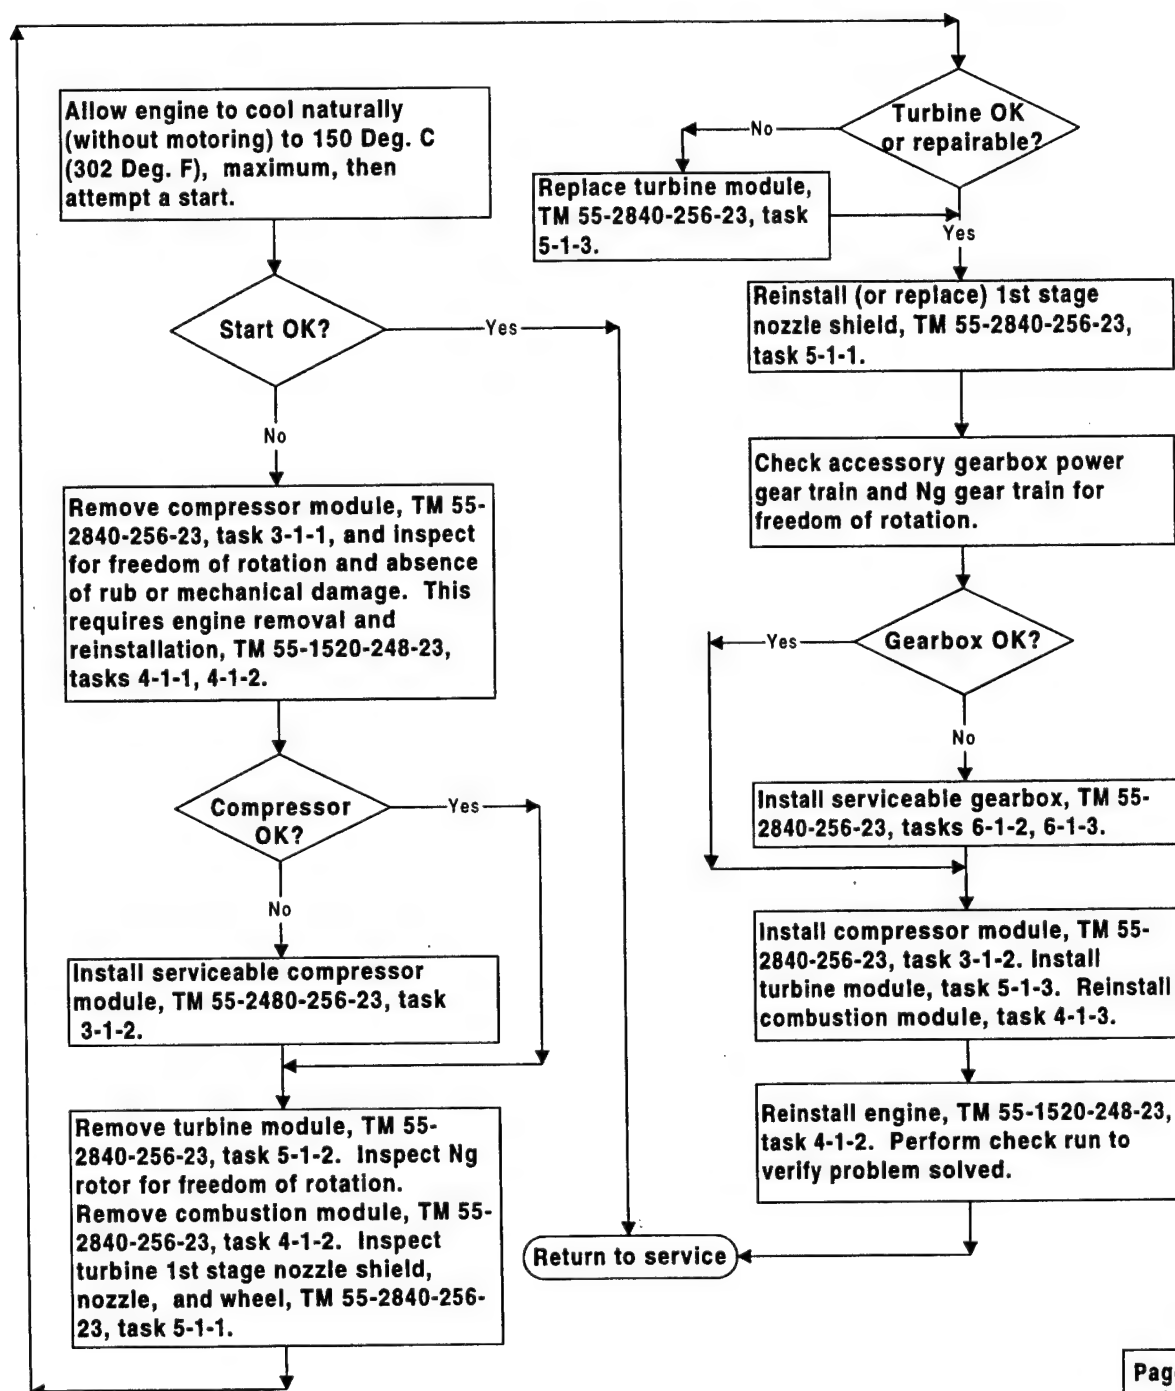 Allow engine to cool naturally
(without motoring) to 150 Deg. C
(302 Deg. F), maximum, then
attempt a start.
Start OK?
Yes
No
Remove compressor module, TM 55-
2840-256-23, task 3-1-1, and inspect
for freedom of rotation and absence
of rub or mechanical damage. This
requires engine removal and
reinstallation, TM 55-1520-248-23,
tasks 4-1-1, 4-1-2.
Compressor
OK?
Yes
No
Install serviceable compressor
module, TM 55-2480-256-23, task
3-1-2.
Remove turbine module, TM 55-
2840-256-23, task 5-1-2. Inspect Ng
rotor for freedom of rotation.
Remove combustion module, TM 55-
2840-256-23, task 4-1-2. Inspect
turbine 1st stage nozzle shield,
nozzle, and wheel, TM 55-2840-256-
23, task 5-1-1.
Turbine OK
or repairable?
No
Replace turbine module,
TM 55-2840-256-23, task
5-1-3.
Yes
Reinstall (or replace) 1st stage
nozzle shield, TM 55-2840-256-23,
task 5-1-1.
Check accessory gearbox power
gear train and Ng gear train for
freedom of rotation.
Gearbox OK?
Yes
No
Install serviceable gearbox, TM 55-
2840-256-23, tasks 6-1-2, 6-1-3.
Install compressor module, TM 55-
2840-256-23, task 3-1-2. Install
turbine module, task 5-1-3. Reinstall
combustion module, task 4-1-3.
Reinstall engine, TM 55-1520-248-23,
task 4-1-2. Perform check run to
verify problem solved.
Return to service
Pag